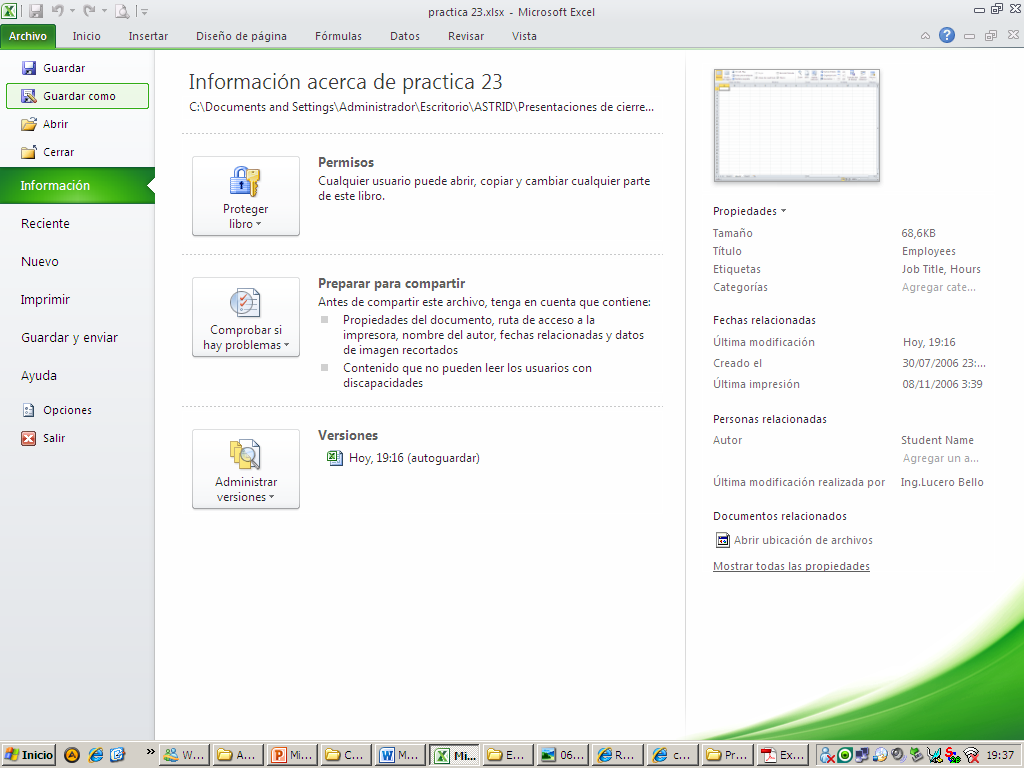 practica 23.xlsx - Microsoft Excel
Archivo Inicio Insertar Diseño de página Fórmulas Datos Revisar Vista
Guardar
Guardar como
Abrir
Cerrar
Información
Reciente
Nuevo
Imprimir
Guardar y enviar
Ayuda
Opciones
Salir
Información acerca de practica 23
C:\Documents and Settings\Administrador\Escritorio\ASTRID\Presentaciones de cierre...
Proteger
libro
Permisos
Cualquier usuario puede abrir, copiar y cambiar cualquier parte
de este libro.
Comprobar si
hay problemas
Preparar para compartir
Antes de compartir este archivo, tenga en cuenta que contiene:
Propiedades del documento, ruta de acceso a la
impresora, nombre del autor, fechas relacionadas y datos
de imagen recortados
Contenido que no pueden leer los usuarios con
discapacidades
Administrar
versiones
Versiones
Hoy, 19:16 (autoguardar)
Propiedades
Tamaño 68,6KB
Título Employees
Etiquetas Job Title, Hours
Categorías Agregar cate...
Fechas relacionadas
Última modificación Hoy, 19:16
Creado el 30/07/2006 23:...
Última impresión 08/11/2006 3:39
Personas relacionadas
Autor Student Name
Agregar un a...
Última modificación realizada por Ing.Lucero Bello
Documentos relacionados
Abrir ubicación de archivos
Mostrar todas las propiedades
Inicio W... A... Mi... C... M... Mi... E... 06... R... c... Pr... Ex... 19:37